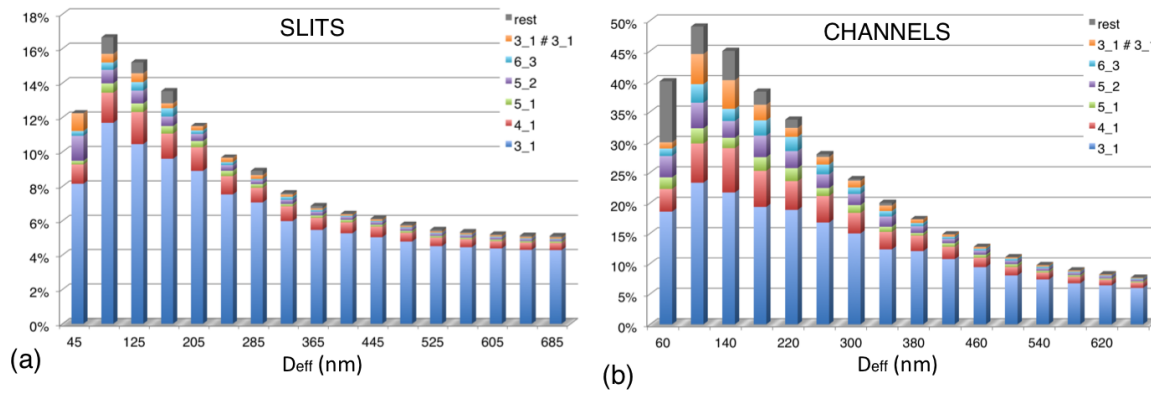 SLITS
18%
16%
14%
12%
10%
8%
6%
4%
2%
0%
rest
3_1 # 3_1
6_3
5_2
5_1
4_1
3_1
45 125 205 285 365 445 525 605 685
(a)
Deff (nm)
CHANNELS
50%
45%
40%
35%
30%
25%
20%
15%
10%
5%
0%
rest
3_1 # 3_1
6_3
5_2
5_1
4_1
3_1
60 140 220 300 380 460 540 620
(b)
Deff (nm)